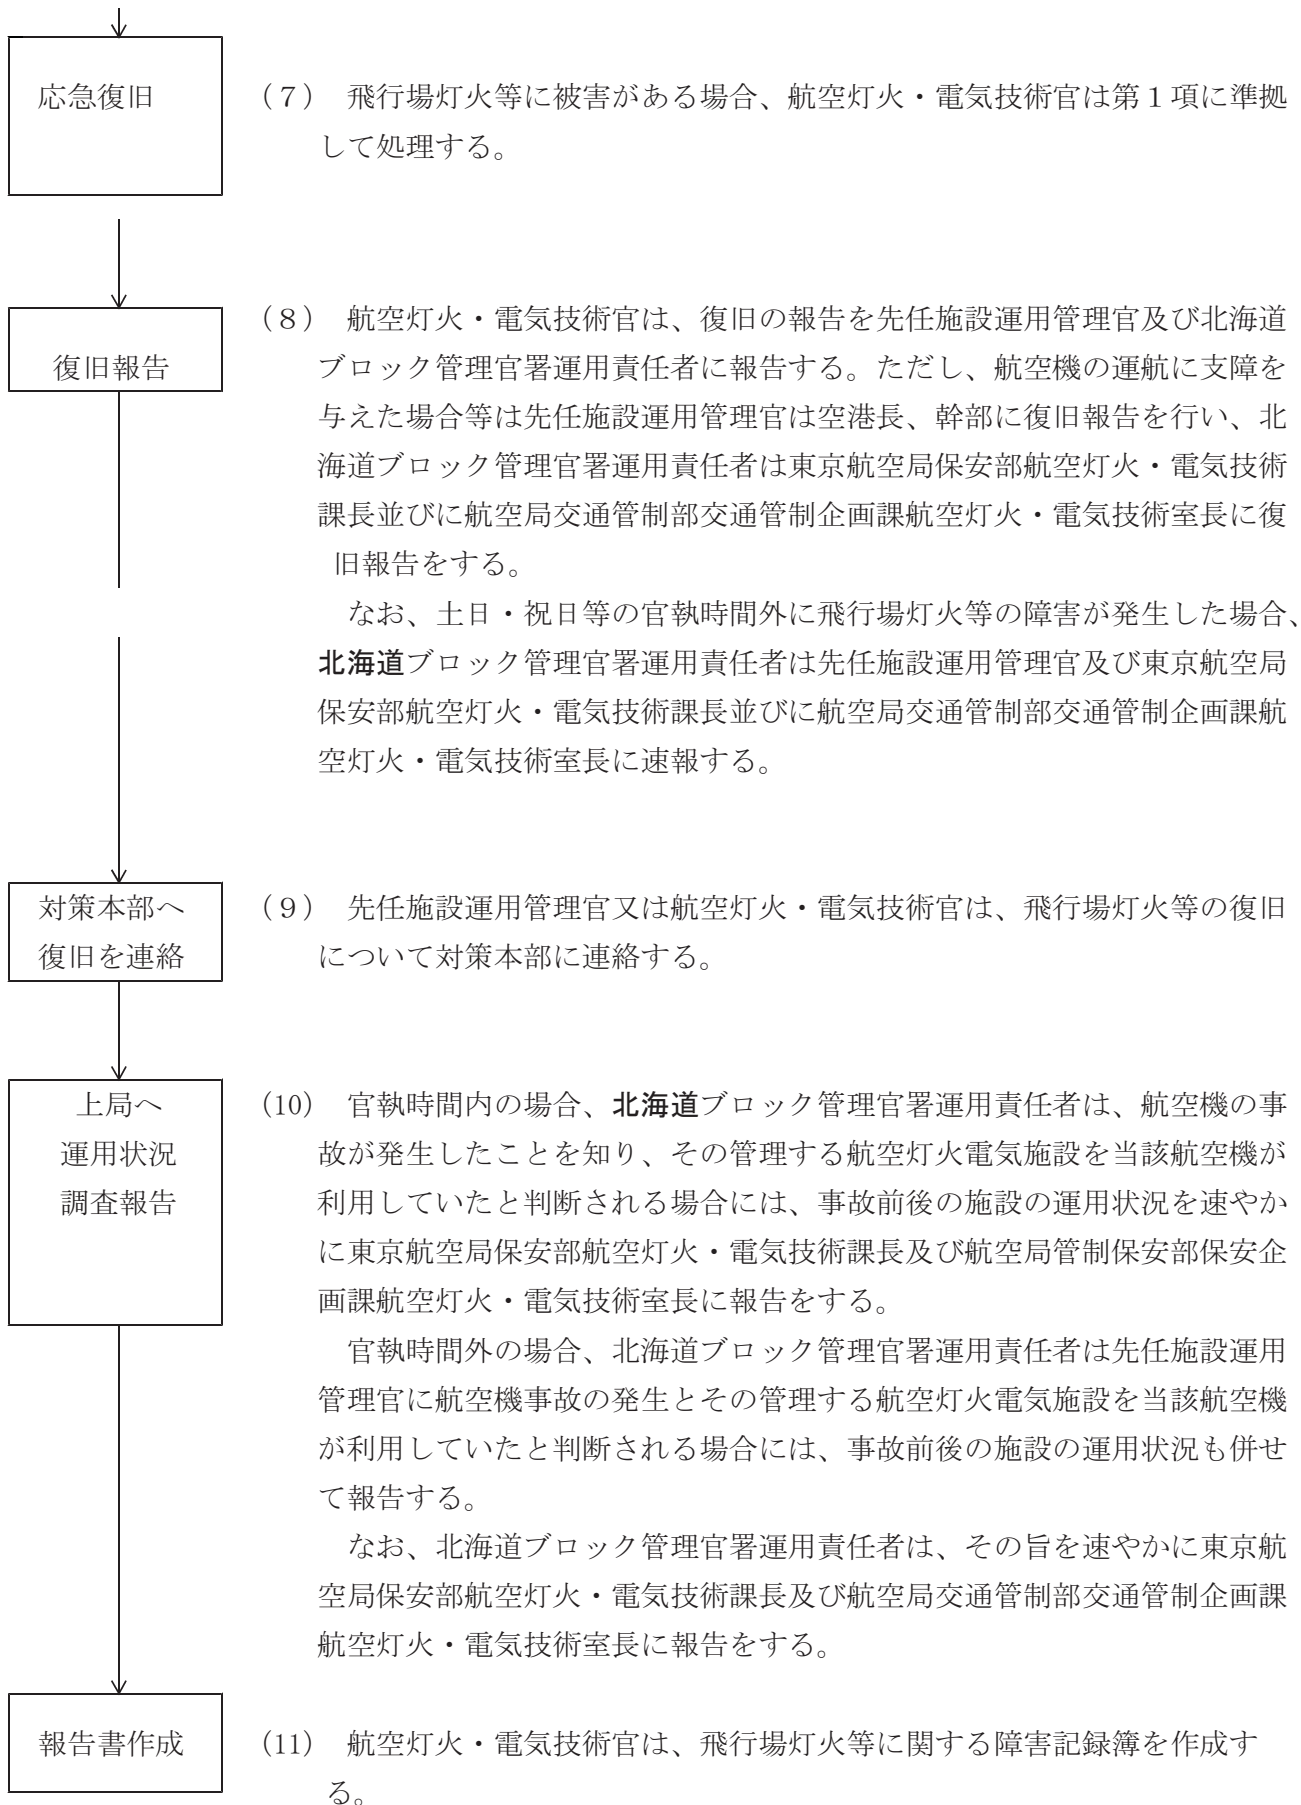 応急復旧
（７）　飛行場灯火等に被害がある場合、航空灯火・電気技術官は第１項に準拠
して処理する。
復旧報告
（８）　航空灯火・電気技術官は、復旧の報告を先任施設運用管理官及び北海道
ブロック管理官署運用責任者に報告する。ただし、航空機の運航に支障を
与えた場合等は先任施設運用管理官は空港長、幹部に復旧報告を行い、北
海道ブロック管理官署運用責任者は東京航空局保安部航空灯火・電気技術
課長並びに航空局交通管制部交通管制企画課航空灯火・電気技術室長に復
旧報告をする。
なお、土日・祝日等の官執時間外に飛行場灯火等の障害が発生した場合、
北海道ブロック管理官署運用責任者は先任施設運用管理官及び東京航空局
保安部航空灯火・電気技術課長並びに航空局交通管制部交通管制企画課航
空灯火・電気技術室長に速報する。
対策本部へ
復旧を連絡
（９）　先任施設運用管理官又は航空灯火・電気技術官は、飛行場灯火等の復旧
について対策本部に連絡する。
上局へ
運用状況
調査報告
(10)　官執時間内の場合、北海道ブロック管理官署運用責任者は、航空機の事
故が発生したことを知り、その管理する航空灯火電気施設を当該航空機が
利用していたと判断される場合には、事故前後の施設の運用状況を速やか
に東京航空局保安部航空灯火・電気技術課長及び航空局管制保安部保安企
画課航空灯火・電気技術室長に報告をする。
官執時間外の場合、北海道ブロック管理官署運用責任者は先任施設運用
管理官に航空機事故の発生とその管理する航空灯火電気施設を当該航空機
が利用していたと判断される場合には、事故前後の施設の運用状況も併せ
て報告する。
なお、北海道ブロック管理官署運用責任者は、その旨を速やかに東京航
空局保安部航空灯火・電気技術課長及び航空局交通管制部交通管制企画課
航空灯火・電気技術室長に報告をする。
報告書作成
(11)　航空灯火・電気技術官は、飛行場灯火等に関する障害記録簿を作成す
る。